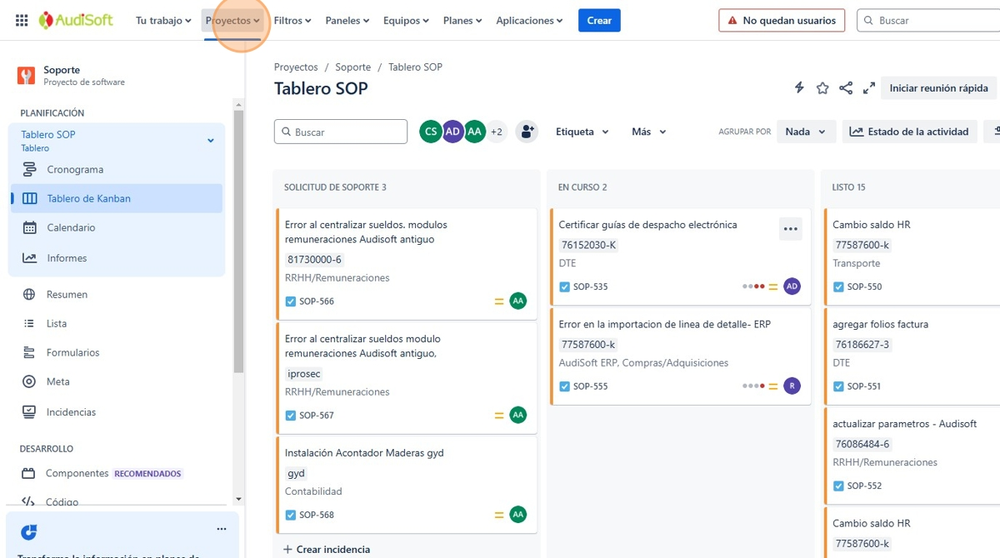 AudiSoft
Tu trabajo
Proyectos
Filtros
Paneles
Equipos
Planes
Aplicaciones
Crear
No quedan usuarios
Buscar
Soporte
Proyecto de software
PLANIFICACIÓN
Tablero SOP
Tablero
Cronograma
Tablero de Kanban
Calendario
Informes
Resumen
Lista
Formularios
Meta
Incidencias
DESARROLLO
Componentes RECOMENDADOS
Código
Transforma la información en planes de
Proyectos / Soporte / Tablero SOP
Tablero SOP
Iniciar reunión rápida
Buscar
CS
AD
AA
+2
Etiqueta
Más
AGRUPAR POR
Nada
Estado de la actividad
SOLICITUD DE SOPORTE 3
Error al centralizar sueldos. modulos
remuneraciones Audisoft antiguo
81730000-6
RRHH/Remuneraciones
SOP-566
AA
Error al centralizar sueldos modulo
remuneraciones Audisoft antiguo,
iprosec
RRHH/Remuneraciones
SOP-567
AA
Instalación Acontador Maderas gyd
gyd
Contabilidad
SOP-568
AA
+ Crear incidencia
EN CURSO 2
Certificar guías de despacho electrónica
76152030-K
DTE
SOP-535
AD
Error en la importacion de linea de detalle- ERP
77587600-k
AudiSoft ERP, Compras/Adquisiciones
SOP-555
R
LISTO 15
Cambio saldo HR
77587600-k
Transporte
SOP-550
agregar folios factura
76186627-3
DTE
SOP-551
actualizar parametros - Audisoft
76086484-6
RRHH/Remuneraciones
SOP-552
Cambio saldo HR
77587600-k